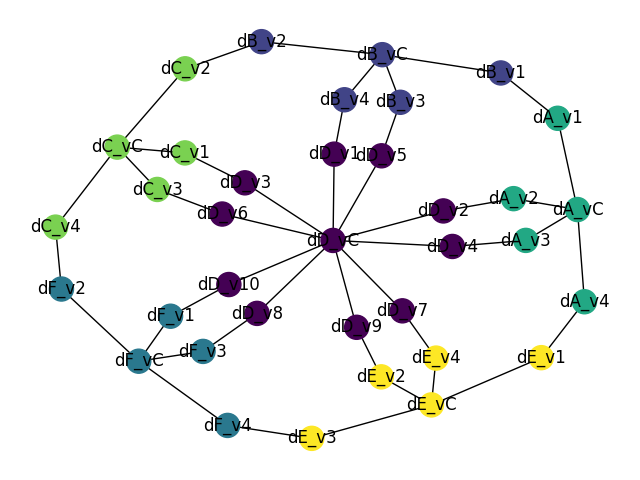 dB_v2
dB_vC
dC_v2
dB_v1
dB_v4
dB_v3
dA_v1
dC_vC
dC_v1
dD_v1
dD_v5
dD_v3
dC_v3
dA_v2
dD_v2
dA_vC
dD_v6
dC_v4
dD_vC
dA_v3
dD_v4
dD_v10
dF_v2
dA_v4
dD_v7
dD_v8
dF_v1
dD_v9
dF_v3
dE_v4
dE_v1
dF_vC
dE_v2
dE_vC
dF_v4
dE_v3